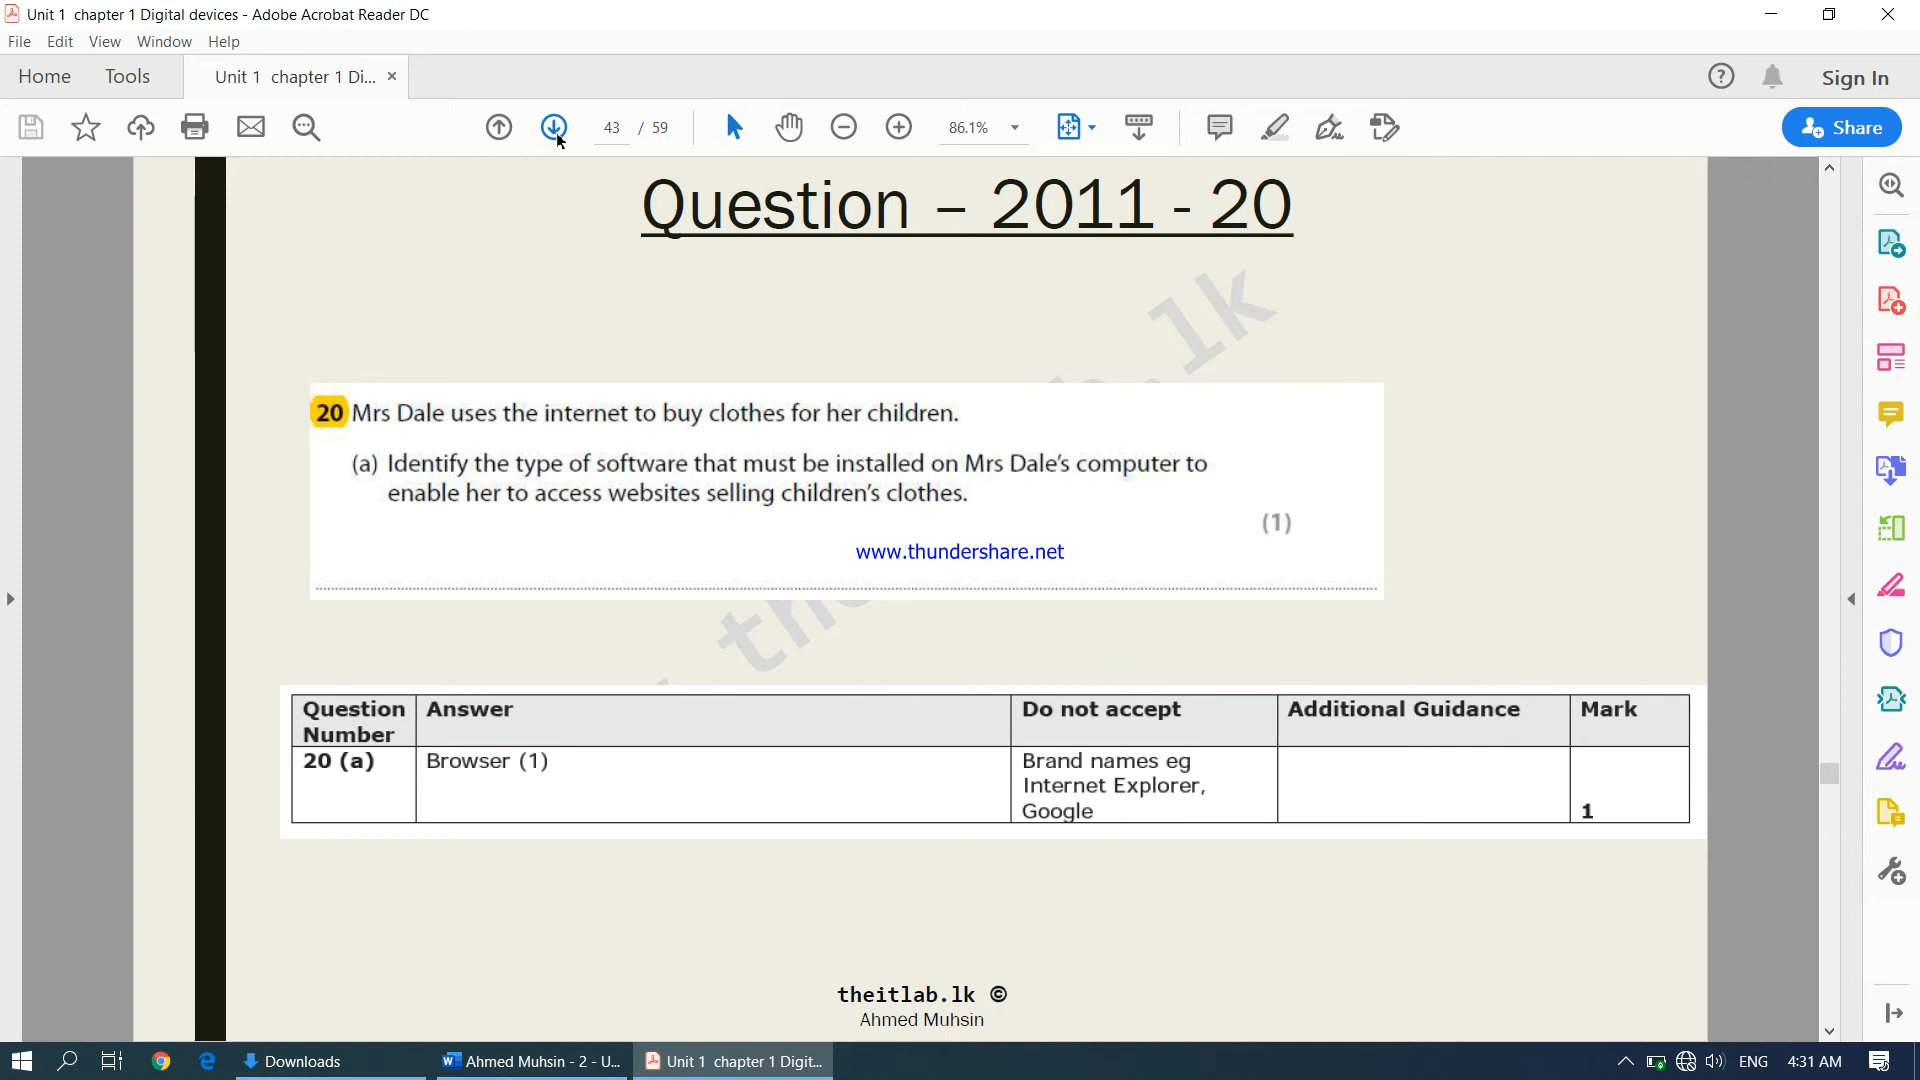 Unit 1  chapter 1 Digital devices - Adobe Acrobat Reader DC
File Edit View Window Help
Home Tools Unit 1  chapter 1 Di... × Sign In
43 / 59 86.1% Share
Question – 2011 - 20
20 Mrs Dale uses the internet to buy clothes for her children.
(a) Identify the type of software that must be installed on Mrs Dale's computer to
enable her to access websites selling children's clothes.
(1)
www.thundershare.net
Question Number Answer Do not accept Additional Guidance Mark
20 (a) Browser (1) Brand names eg
Internet Explorer,
Google 1
theitlab.lk ©
Ahmed Muhsin
Downloads Ahmed Muhsin - 2 - U... Unit 1  chapter 1 Digit... ENG 4:31 AM